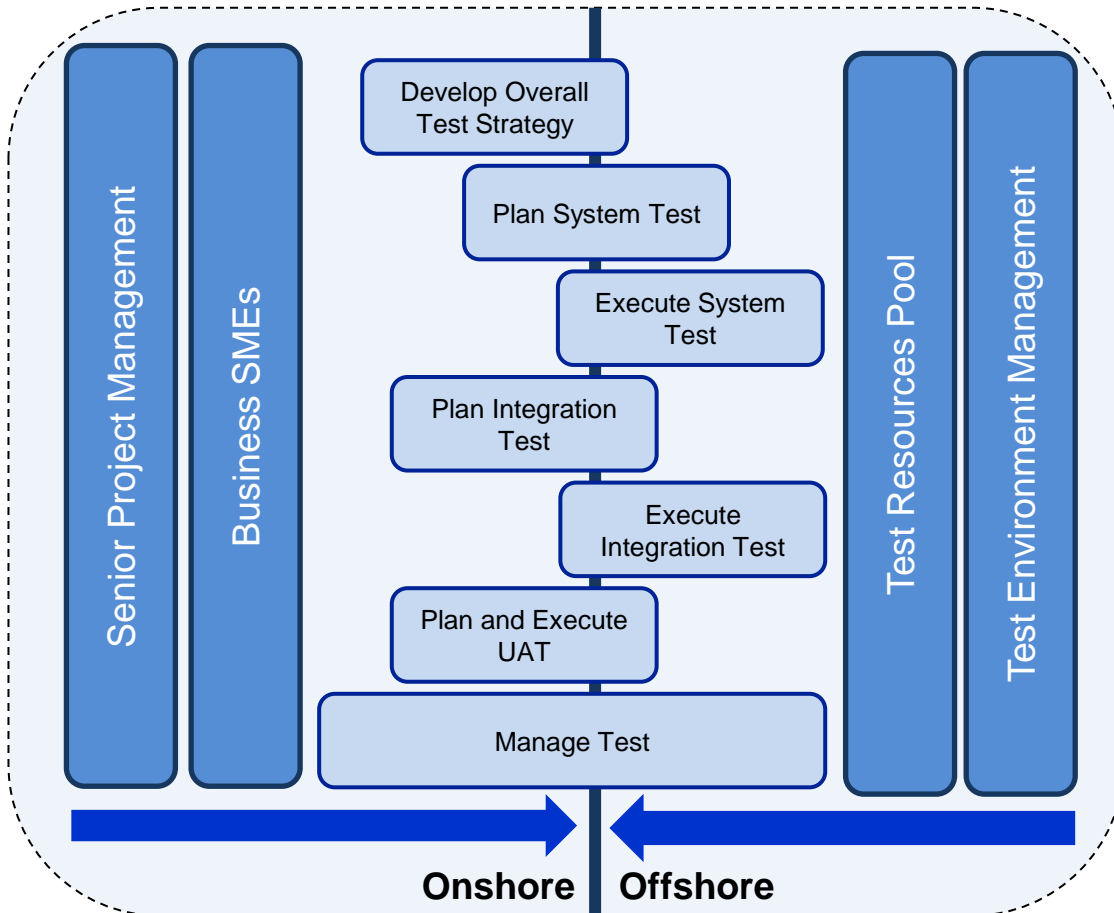 Senior Project Management
Business SMEs
Develop Overall
Test Strategy
Plan System Test
Execute System
Test
Plan Integration
Test
Execute
Integration Test
Plan and Execute
UAT
Manage Test
Test Resources Pool
Test Environment Management
Onshore
Offshore